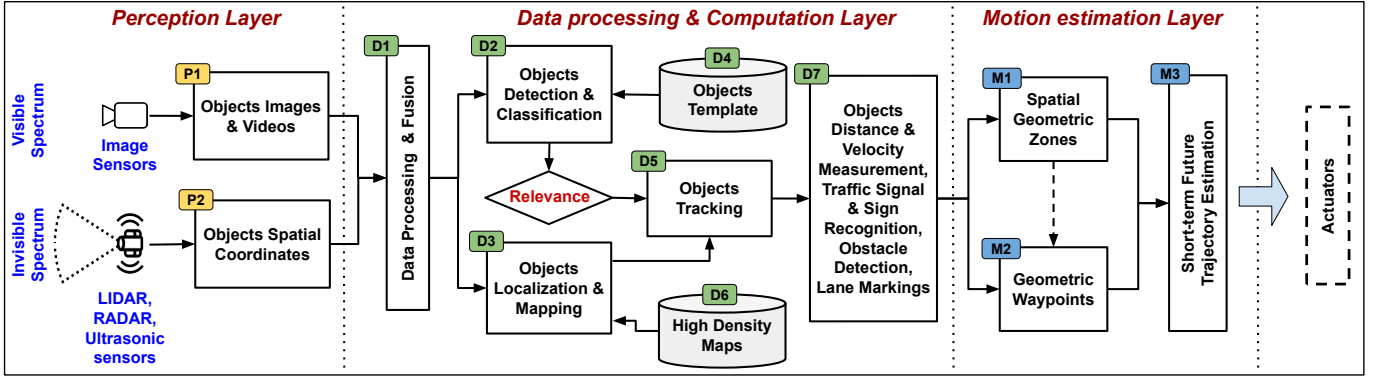 Perception Layer
Data processing & Computation Layer
Motion estimation Layer
Visible
Spectrum
Invisible
Spectrum
Image
Sensors
LIDAR,
RADAR,
Ultrasonic
sensors
P1
Objects Images
& Videos
P2
Objects Spatial
Coordinates
D1
Data Processing & Fusion
D2
Objects
Detection &
Classification
Relevance
D3
Objects
Localization &
Mapping
D4
Objects
Template
D5
Objects
Tracking
D6
High Density
Maps
D7
Objects
Distance &
Velocity
Measurement,
Traffic Signal
& Sign
Recognition,
Obstacle
Detection,
Lane Markings
M1
Spatial
Geometric
Zones
M2
Geometric
Waypoints
M3
Short-term Future
Trajectory Estimation
Actuators